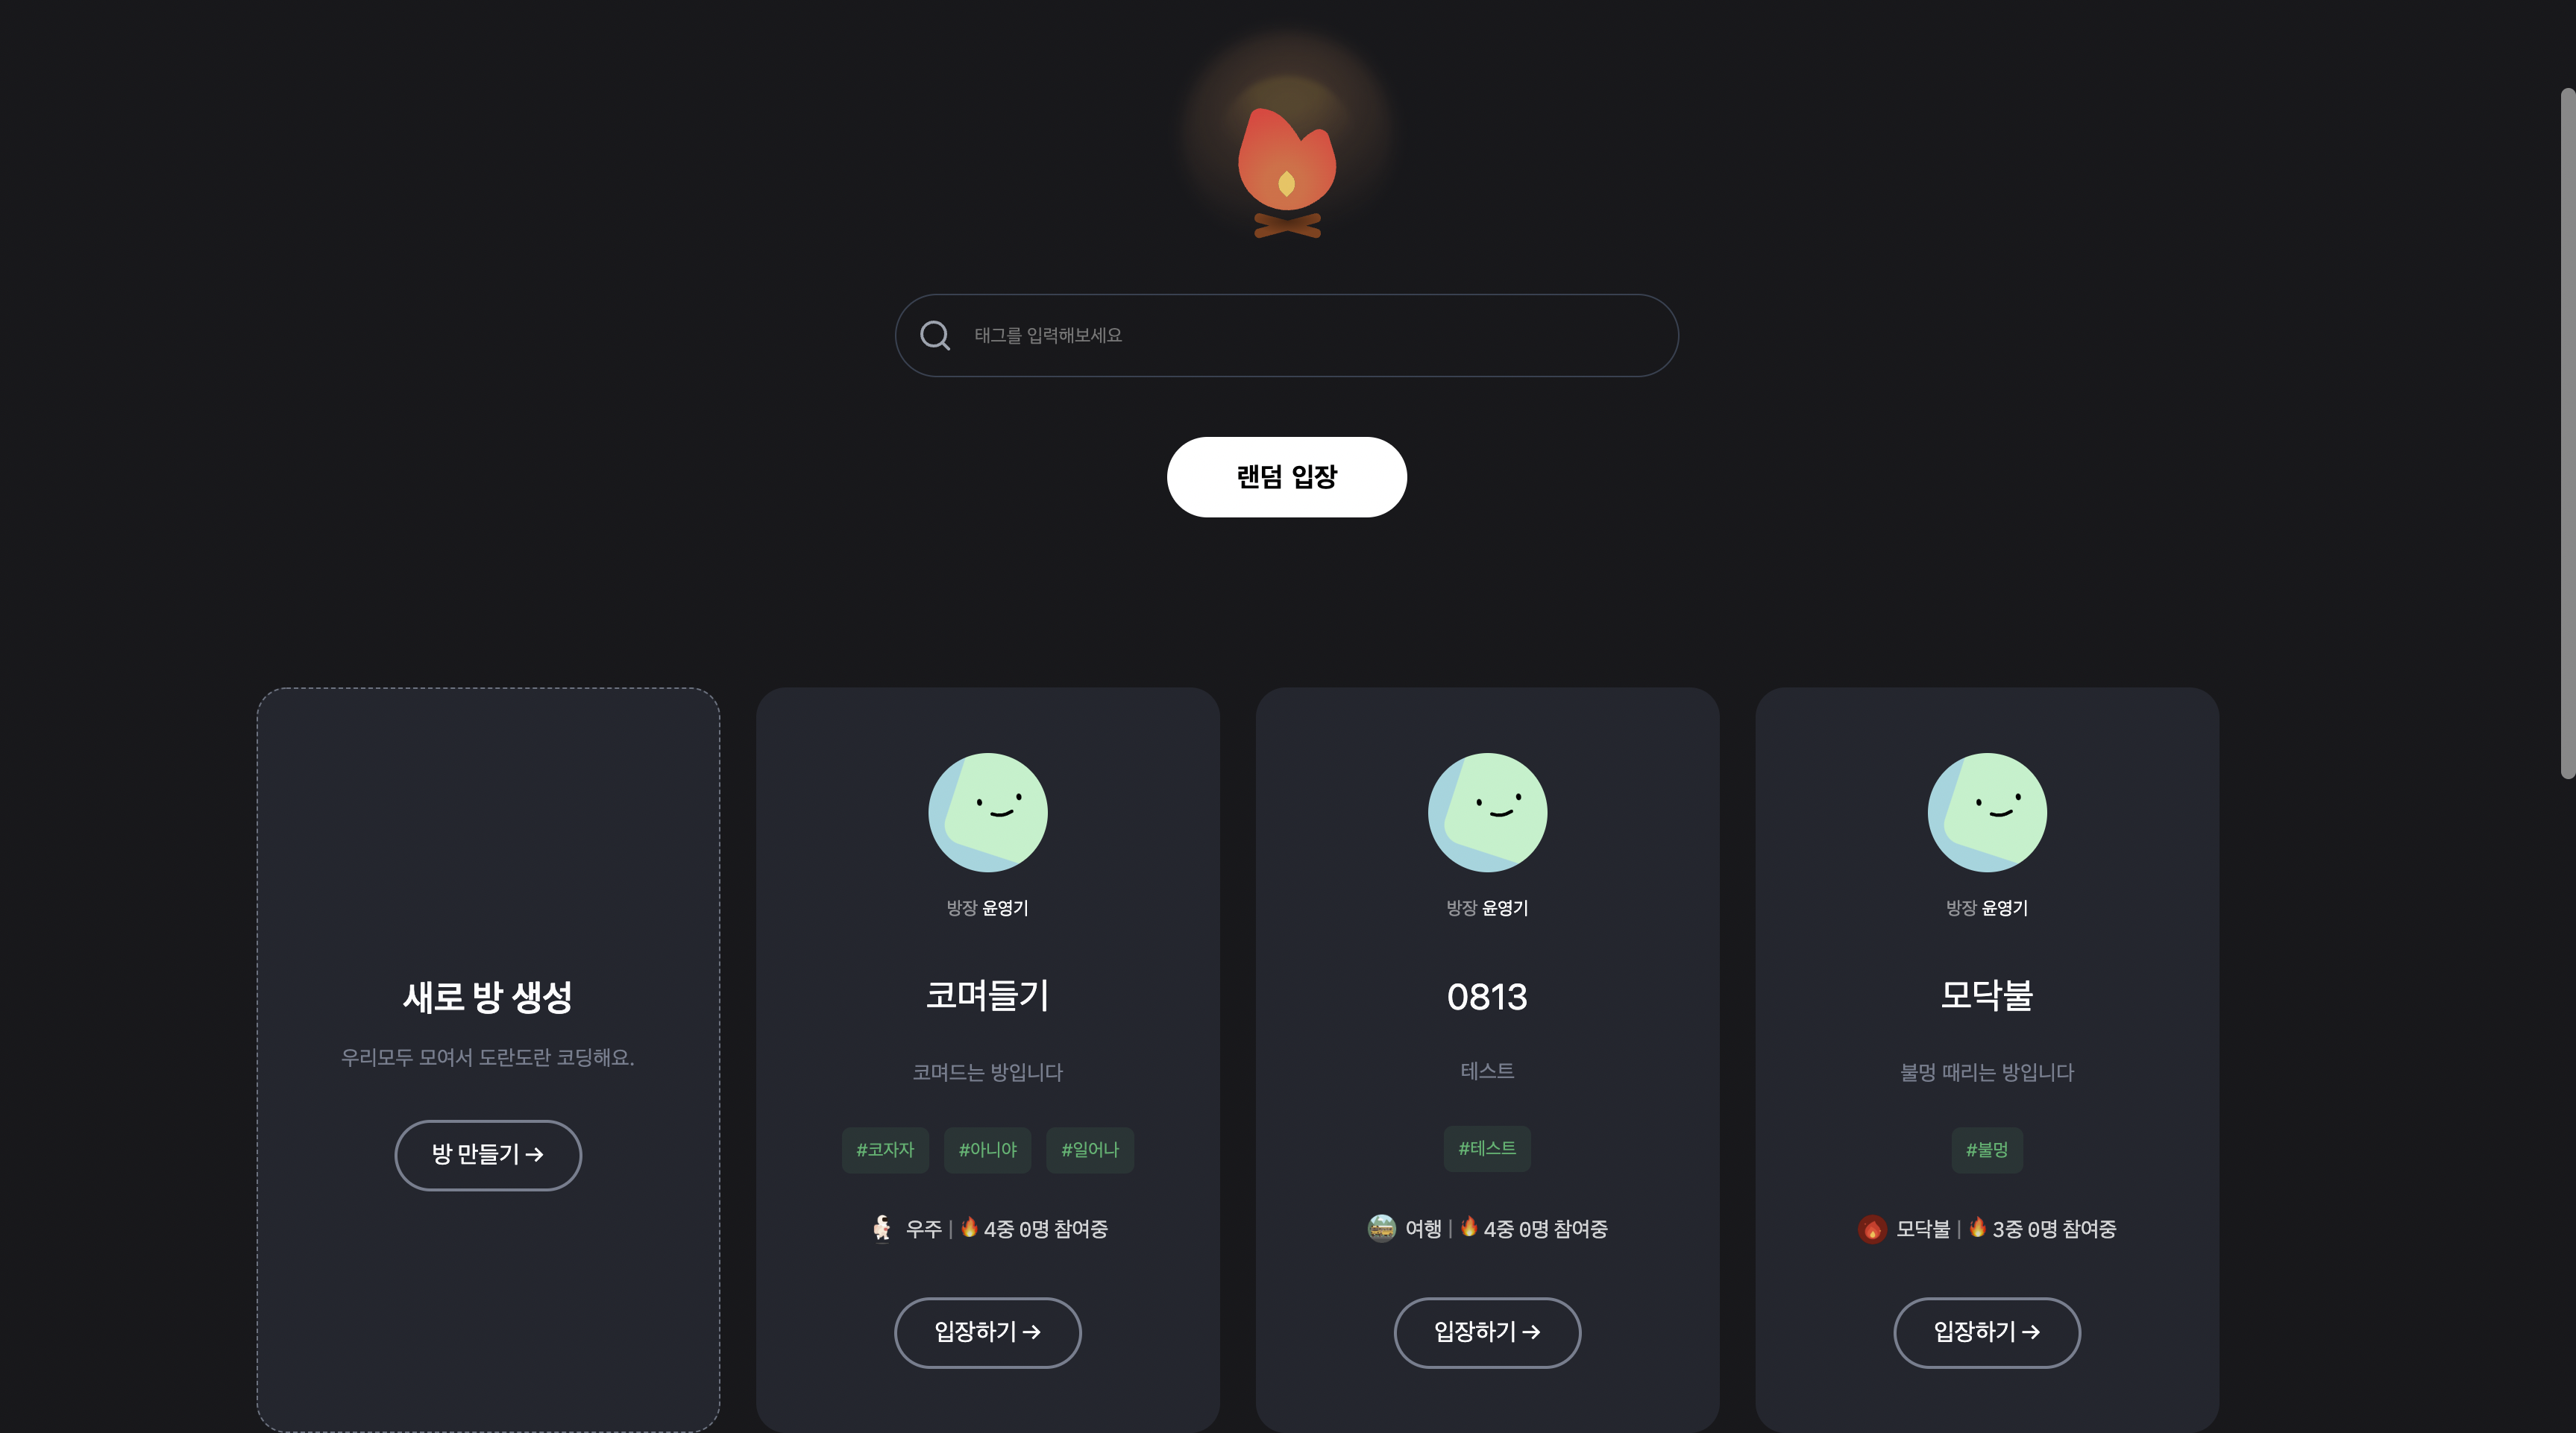 태그를 입력해보세요
랜덤 입장
새로 방 생성
우리모두 모여서 도란도란 코딩해요.
방 만들기 →
방장 윤영기
코며들기
코며드는 방입니다
#코자자 #아니야 #일어나
우주 | 🔥 4중 0명 참여중
입장하기 →
방장 윤영기
0813
테스트
#테스트
여행 | 🔥 4중 0명 참여중
입장하기 →
방장 윤영기
모닥불
불멍 때리는 방입니다
#불멍
모닥불 | 🔥 3중 0명 참여중
입장하기 →